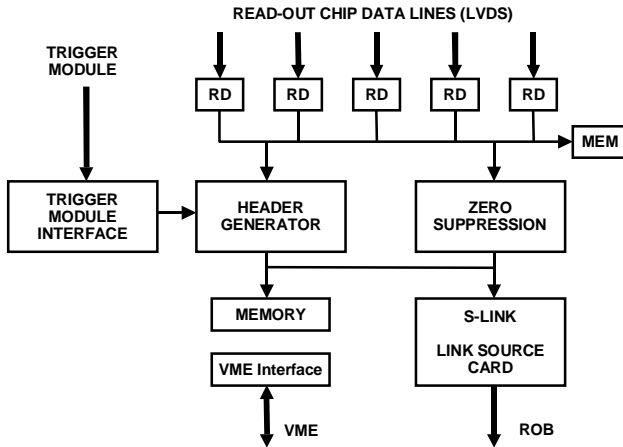 READ-OUT CHIP DATA LINES (LVDS)
TRIGGER
MODULE
RD
RD
RD
RD
RD
MEM
TRIGGER
MODULE
INTERFACE
HEADER
GENERATOR
ZERO
SUPPRESSION
MEMORY
S-LINK
LINK SOURCE
CARD
VME Interface
VME
ROB